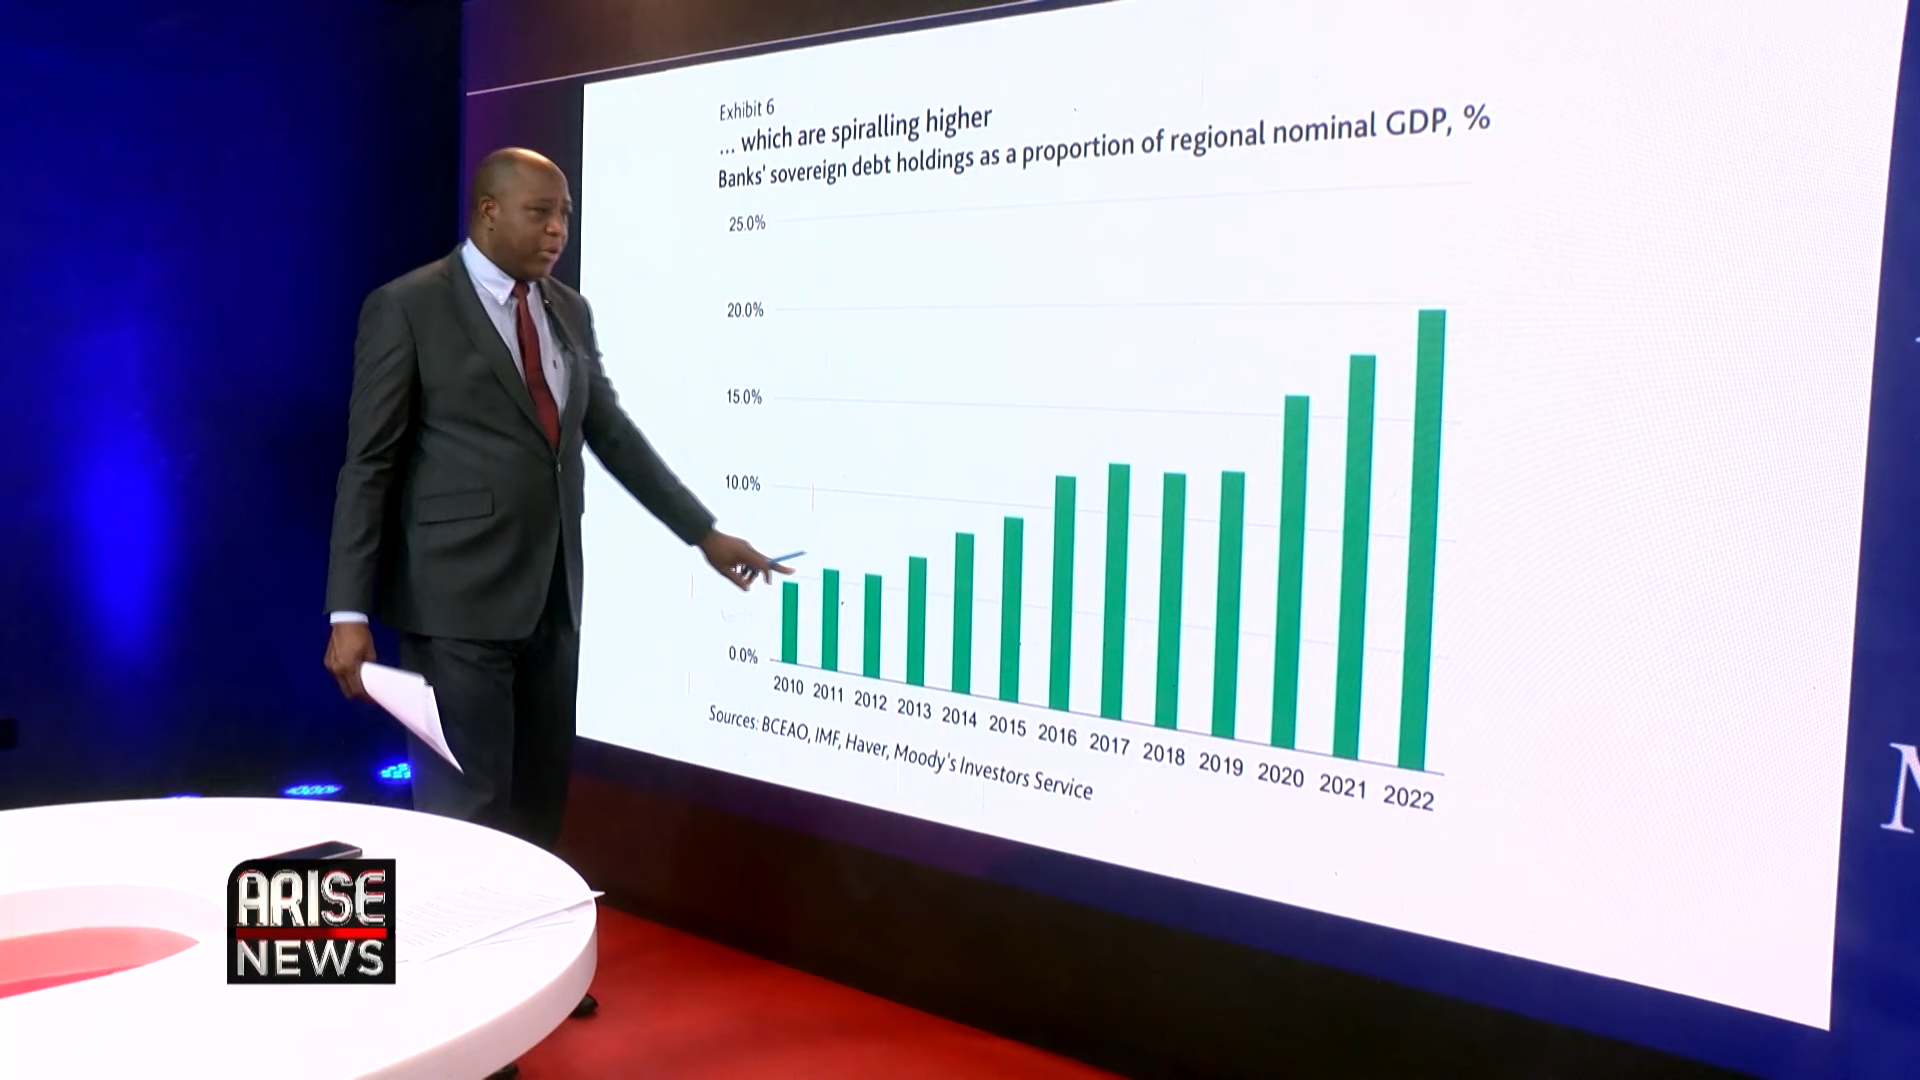 Exhibit 6
... which are spiralling higher
Banks' sovereign debt holdings as a proportion of regional nominal GDP, %
25.0%
20.0%
15.0%
10.0%
0.0%
2010 2011 2012 2013 2014 2015 2016 2017 2018 2019 2020 2021 2022
Sources: BCEAO, IMF, Haver, Moody's Investors Service
ARISE
NEWS